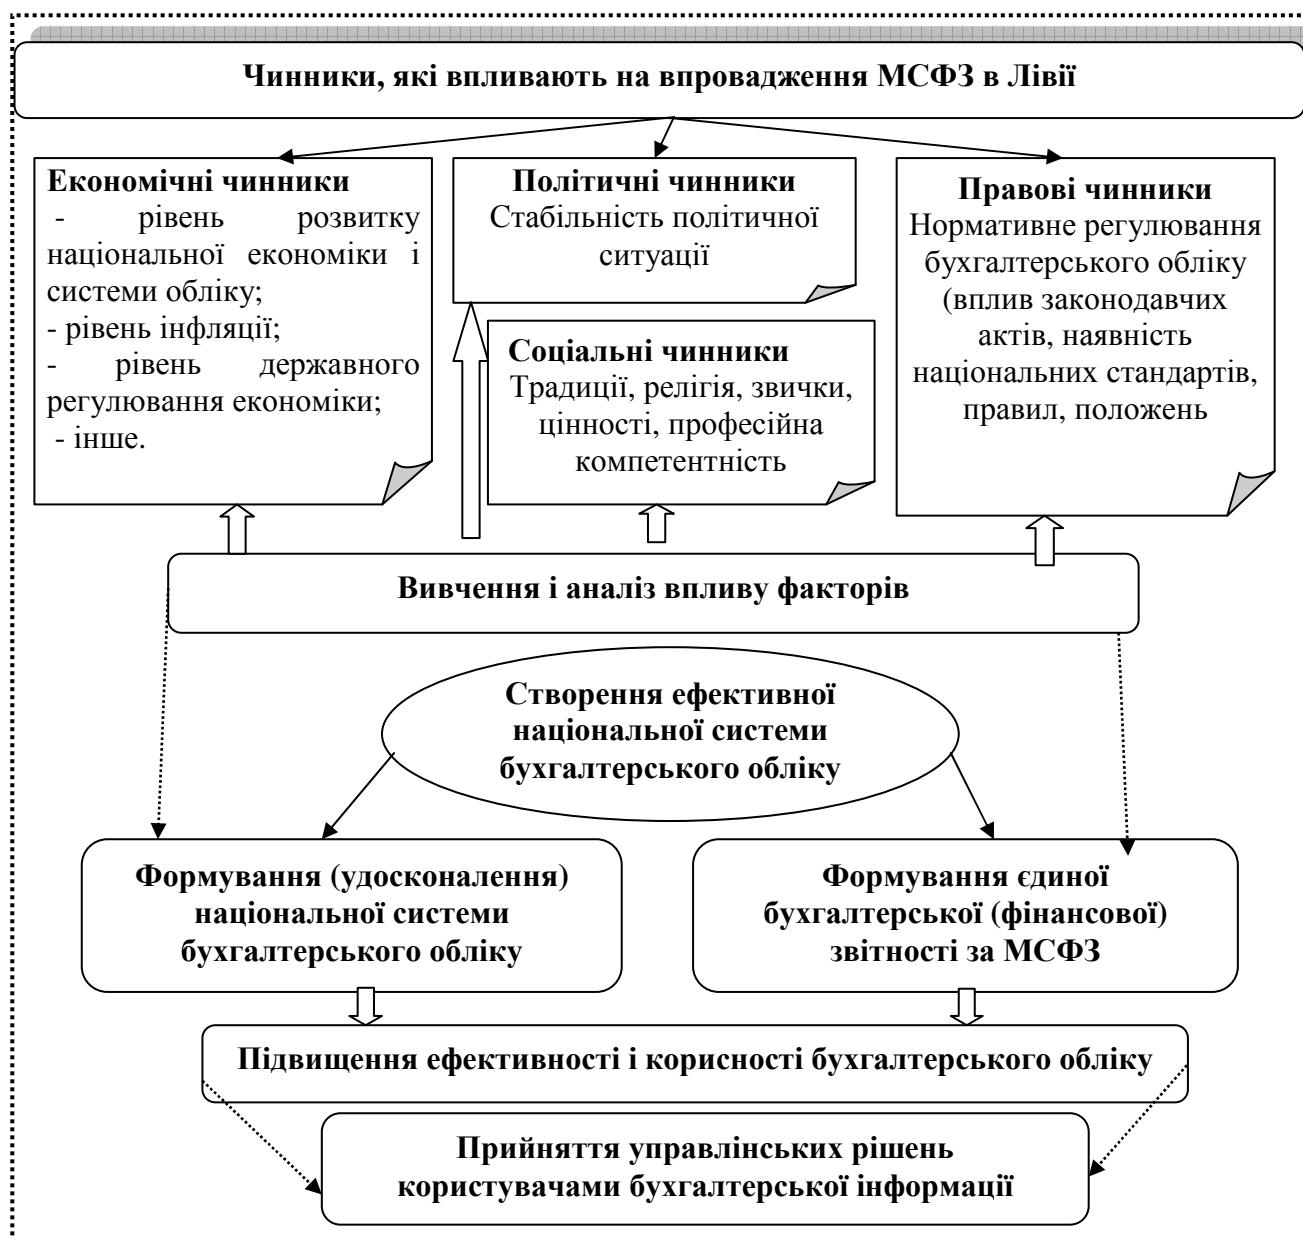 Чинники, які впливають на впровадження МСФЗ в Лівії
Економічні чинники
- рівень розвитку
національної економіки і
системи обліку;
- рівень інфляції;
- рівень державного
регулювання економіки;
- інше.
Політичні чинники
Стабільність політичної
ситуації
Соціальні чинники
Традиції, релігія, звички,
цінності, професійна
компетентність
Правові чинники
Нормативне регулювання
бухгалтерського обліку
(вплив законодавчих
актів, наявність
національних стандартів,
правил, положень
Вивчення і аналіз впливу факторів
Створення ефективної
національної системи
бухгалтерського обліку
Формування (удосконалення)
національної системи
бухгалтерського обліку
Формування єдиної
бухгалтерської (фінансової)
звітності за МСФЗ
Підвищення ефективності і корисності бухгалтерського обліку
Прийняття управлінських рішень
користувачами бухгалтерської інформації